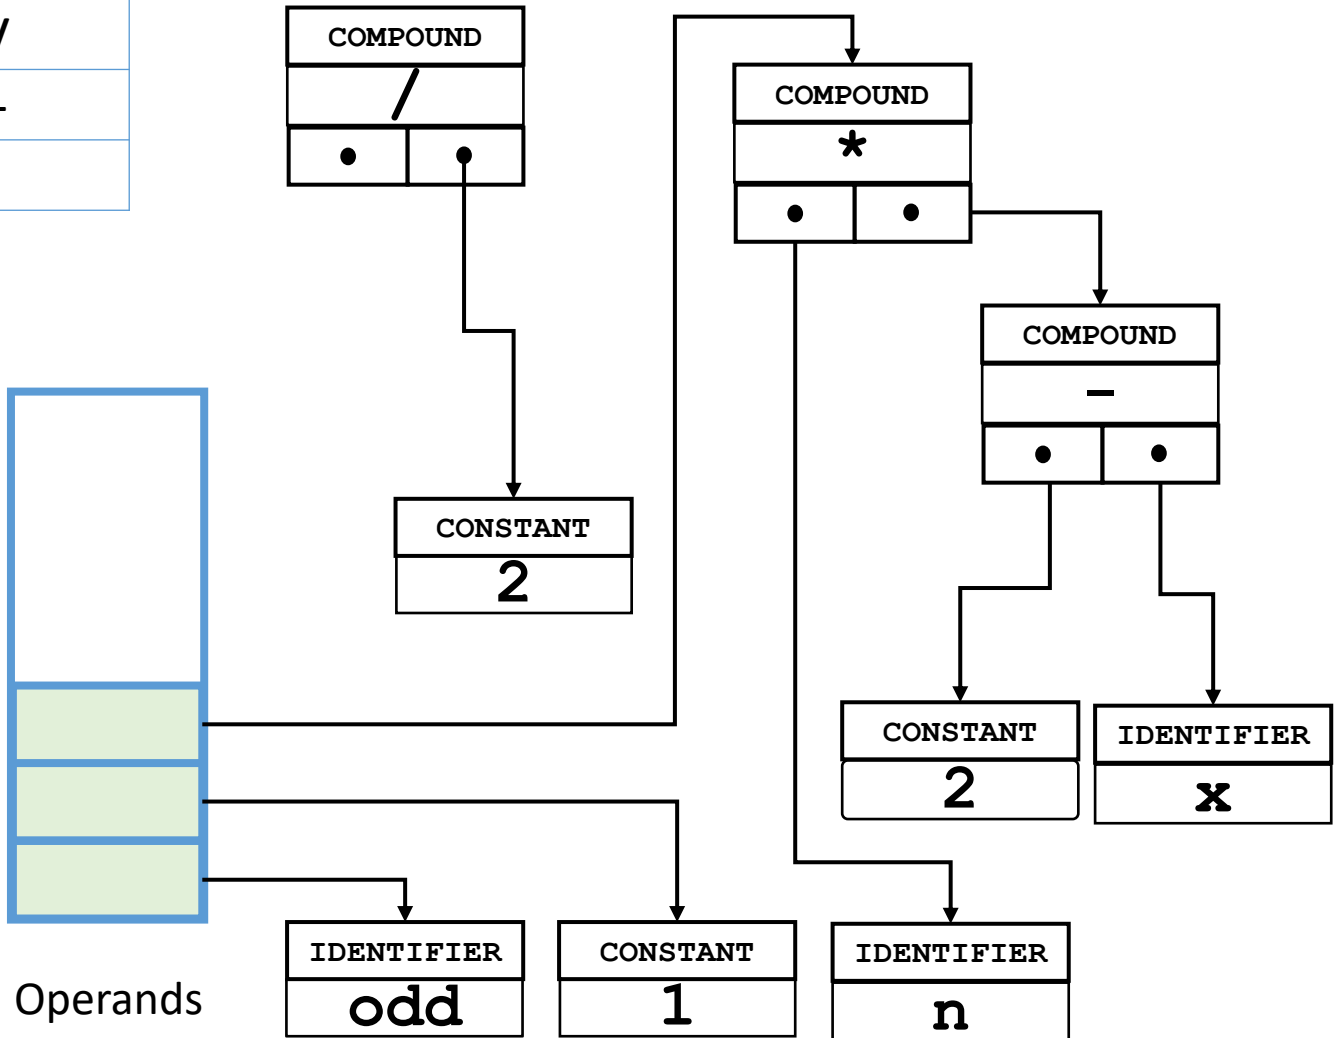 /
COMPOUND
/
COMPOUND
*
COMPOUND
-
CONSTANT
2
CONSTANT
2
IDENTIFIER
x
Operands
IDENTIFIER
odd
CONSTANT
1
IDENTIFIER
n